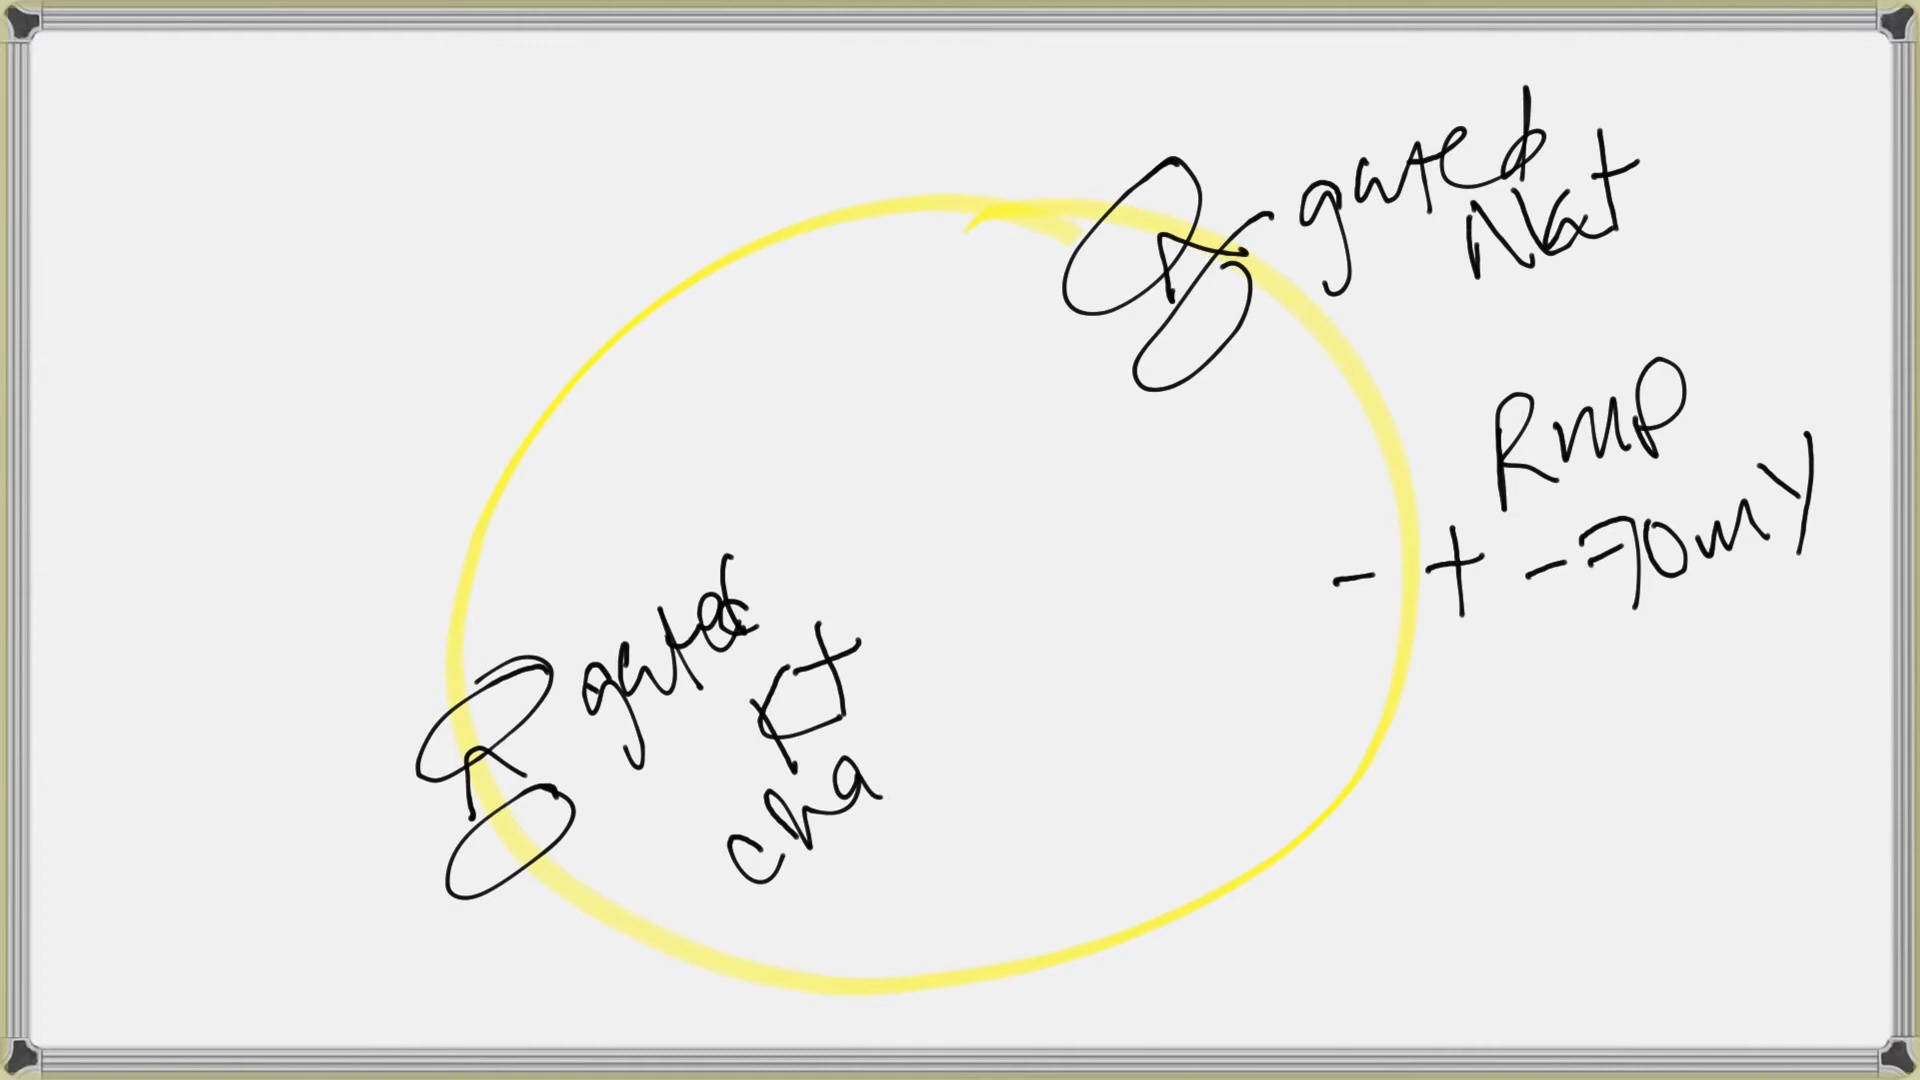 gated
Na+
RMP
- + -70mV
gated
K+
cha